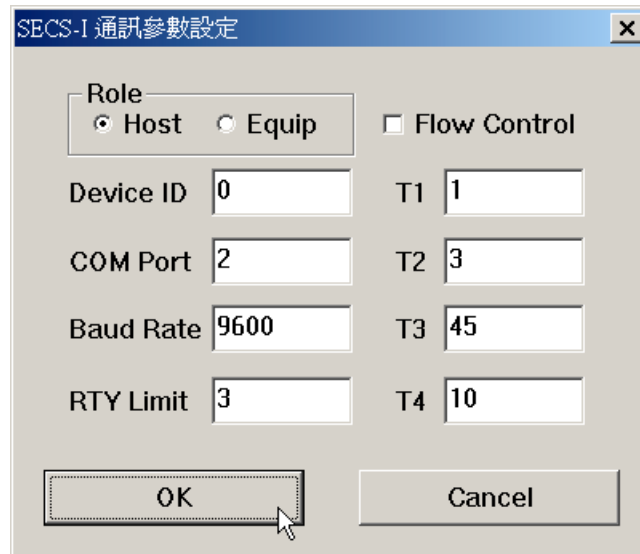 SECS-I 通訊參數設定
Role
Host Equip Flow Control
Device ID 0 T1 1
COM Port 2 T2 3
Baud Rate 9600 T3 45
RTY Limit 3 T4 10
OK Cancel